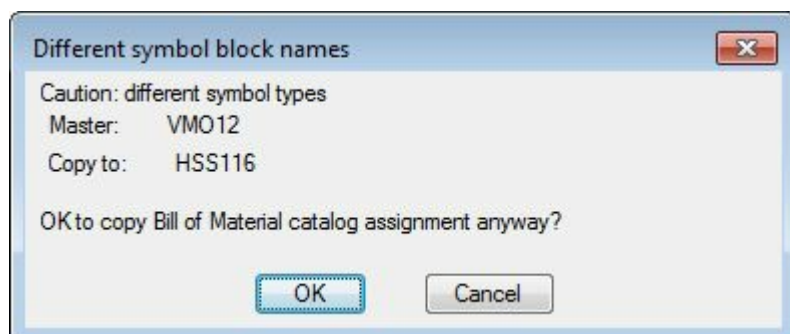 Different symbol block names
Caution: different symbol types
Master: VMO12
Copy to: HSS116
OK to copy Bill of Material catalog assignment anyway?
OK Cancel